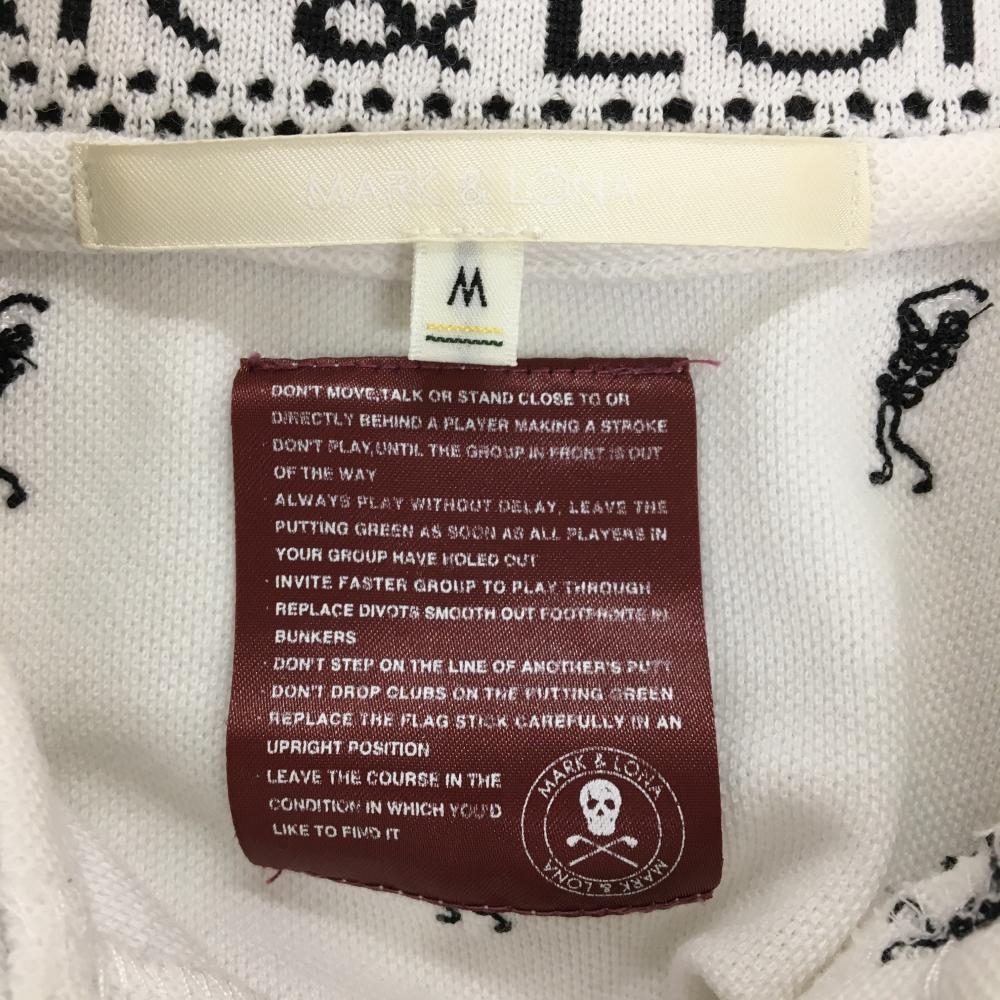 & LO
MARK & LONA
M
DON'T MOVE,TALK OR STAND CLOSE TO OR
DIRECTLY BEHIND A PLAYER MAKING A STROKE
DON'T PLAY,UNTIL THE GROUP IN FRONT IS OUT
OF THE WAY
· ALWAYS PLAY WITHOUT DELAY, LEAVE THE
PUTTING GREEN AS SOON AS ALL PLAYERS IN
YOUR GROUP HAVE HOLED OUT
· INVITE FASTER GROUP TO PLAY THROUGH
· REPLACE DIVOTS SMOOTH OUT FOOTPRINTS IN
BUNKERS
· DON'T STEP ON THE LINE OF ANOTHER'S PUTT
· DON'T DROP CLUBS ON THE PUTTING GREEN
· REPLACE THE FLAG STICK CAREFULLY IN AN
UPRIGHT POSITION
· LEAVE THE COURSE IN THE
CONDITION IN WHICH YOU'D
LIKE TO FIND IT
MARK & LONA
MARK & LONA